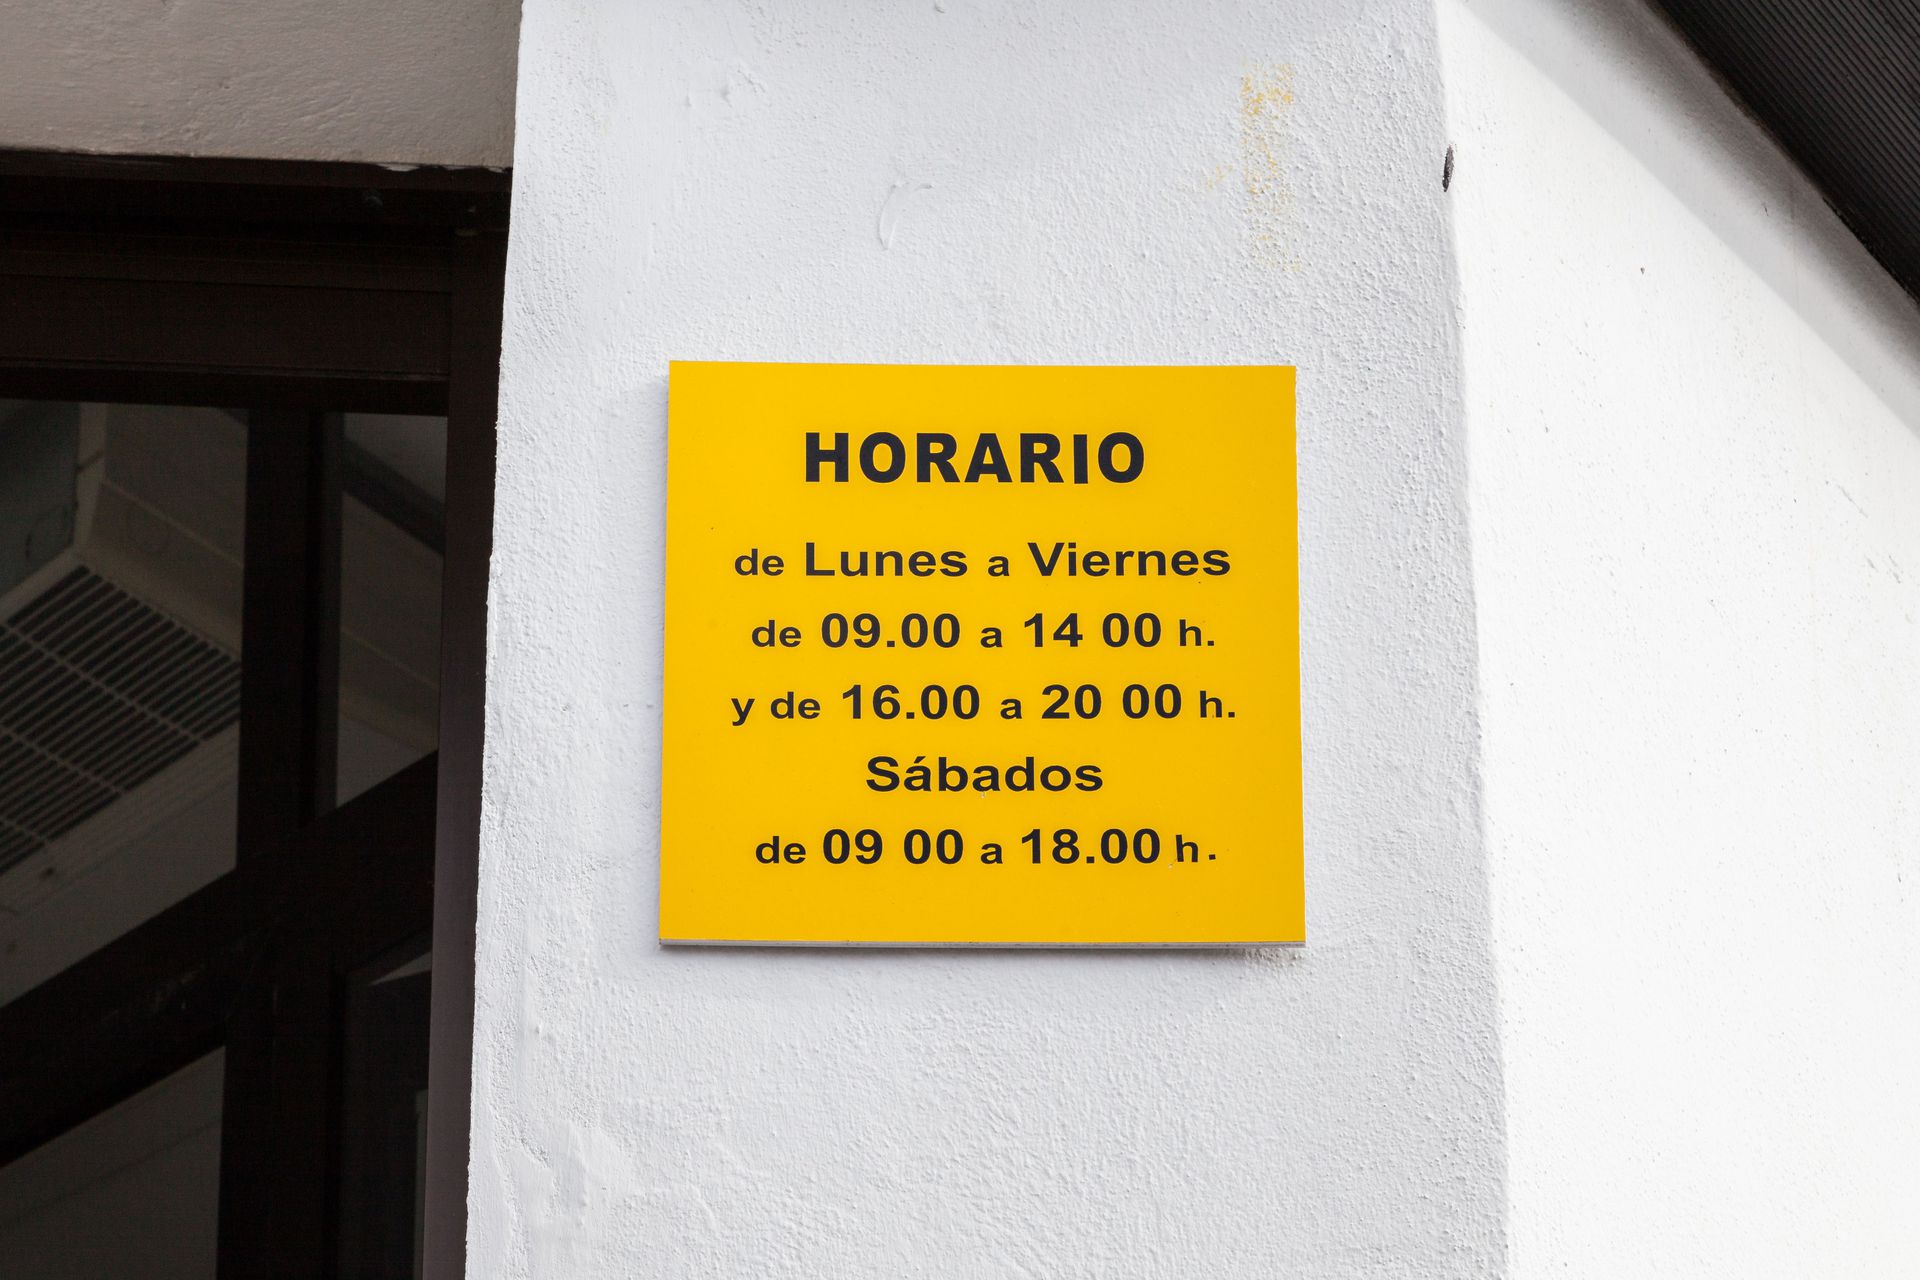 HORARIO
de Lunes a Viernes
de 09.00 a 14 00 h.
y de 16.00 a 20 00 h.
Sábados
de 09 00 a 18.00 h.